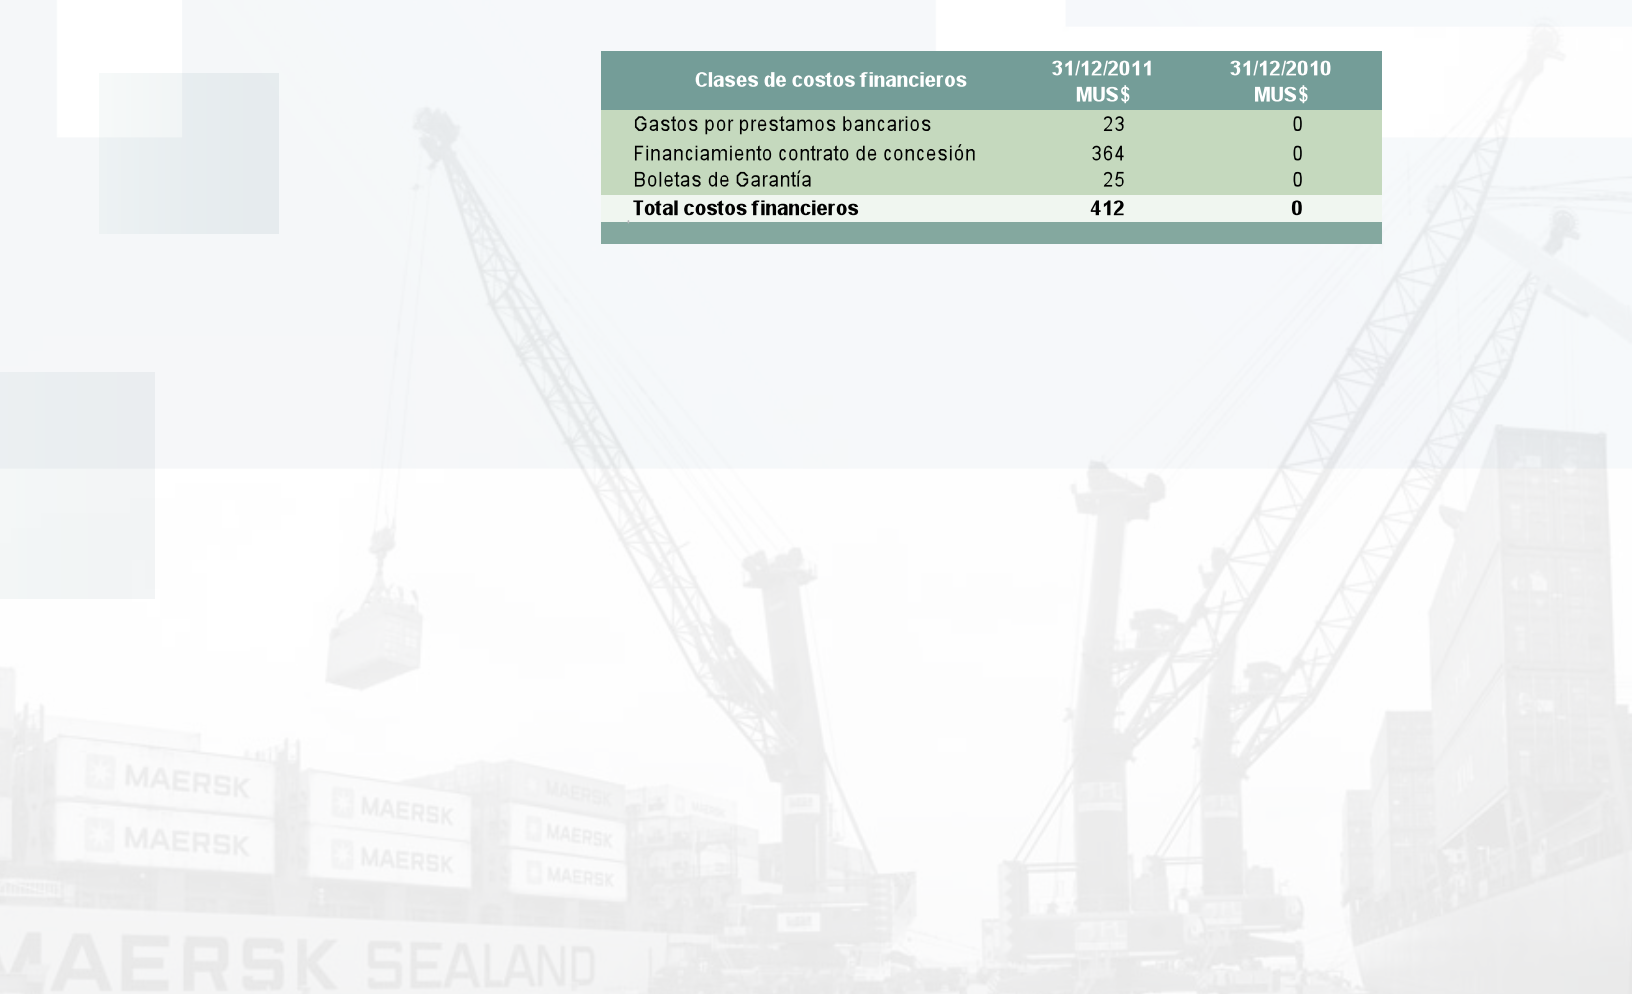 Clases de costos financieros 31/12/2011 31/12/2010
MUS$ MUS$
Gastos por prestamos bancarios 23 0
Financiamiento contrato de concesión 364 0
Boletas de Garantía 25 0
Total costos financieros 412 0
MAERSK MAERSK MAERSK MAERSK
MAERSK MAERSK MAERSK
MAERSK
MAERSK SEALAND